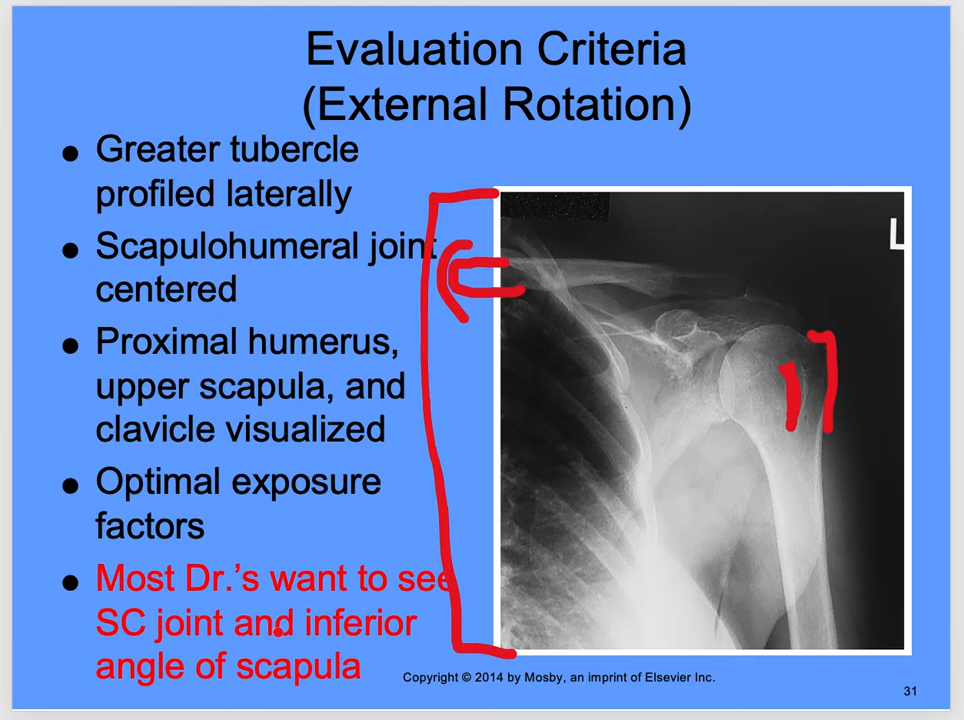 Evaluation Criteria
(External Rotation)
• Greater tubercle
profiled laterally
• Scapulohumeral joint
centered
• Proximal humerus,
upper scapula, and
clavicle visualized
• Optimal exposure
factors
• Most Dr.’s want to see
SC joint and inferior
angle of scapula
L
Copyright © 2014 by Mosby, an imprint of Elsevier Inc.
31